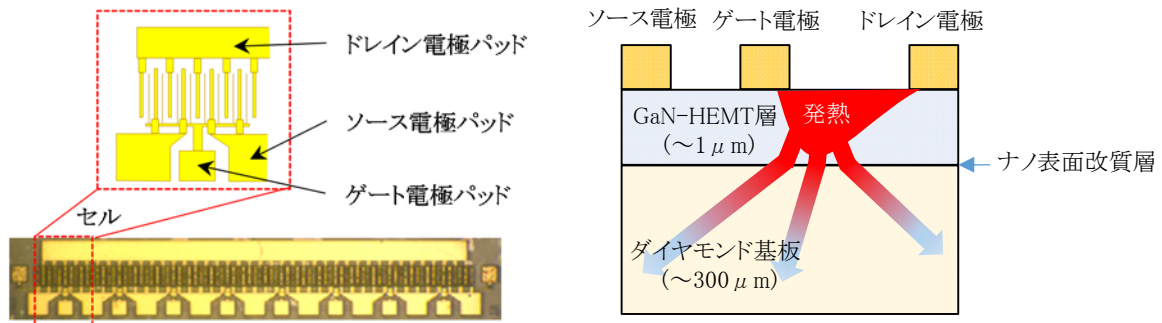 ドレイン電極パッド
ソース電極パッド
ゲート電極パッド
セル
ソース電極 ゲート電極 ドレイン電極
GaN-HEMT層
(～1μm)
発熱
ナノ表面改質層
ダイヤモンド基板
(～300μm)